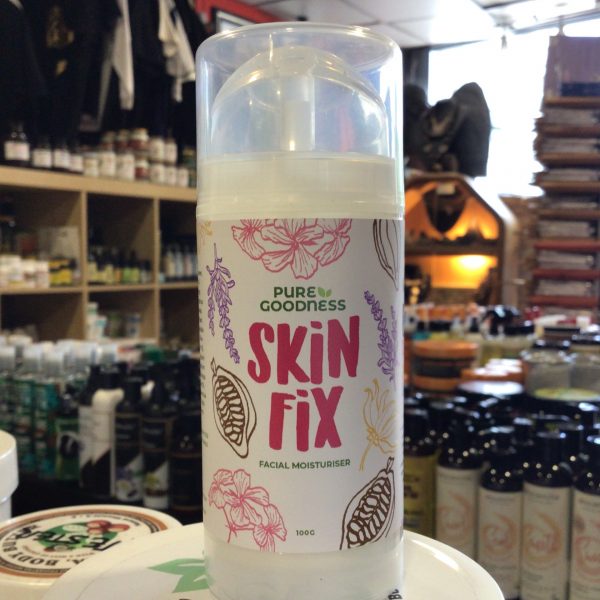 PURE
GOODNESS
SKiN
FiX
FACIAL MOISTURISER
100G